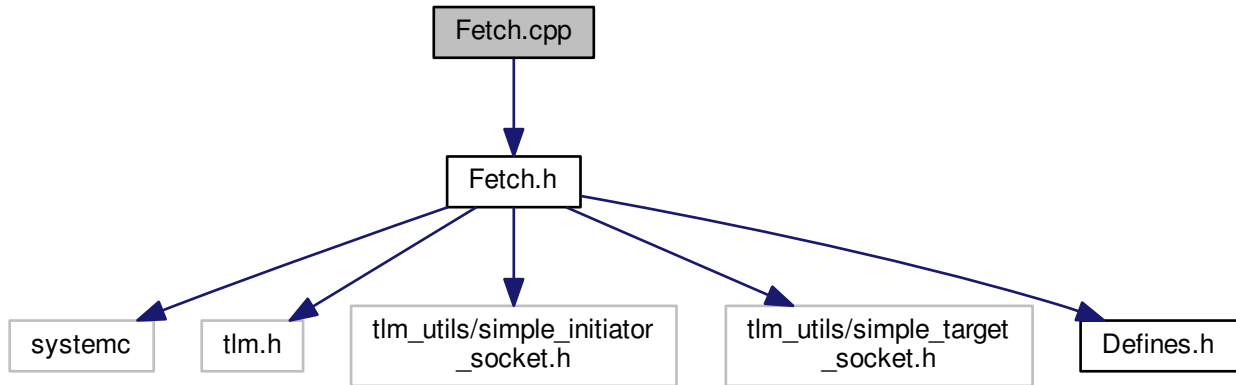 Fetch.cpp
Fetch.h
systemc
tlm.h
tlm_utils/simple_initiator
_socket.h
tlm_utils/simple_target
_socket.h
Defines.h